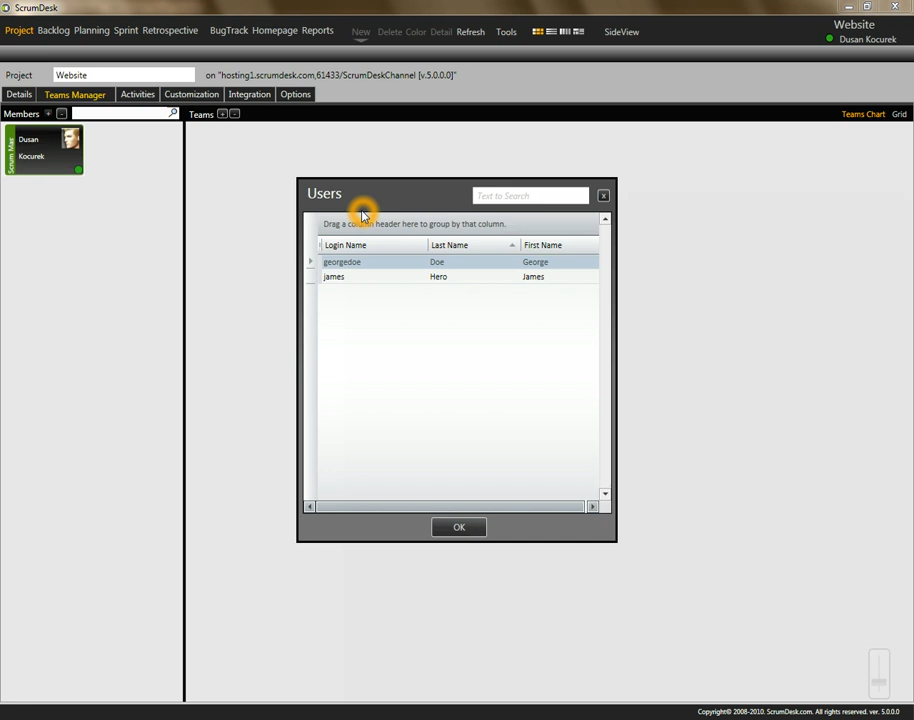 ScrumDesk
Project Backlog Planning Sprint Retrospective BugTrack Homepage Reports New Delete Color Detail Refresh Tools SideView
Website
Dusan Kocurek
Project Website on "hosting1.scrumdesk.com,61433/ScrumDeskChannel [v.5.0.0.0]"
Details Teams Manager Activities Customization Integration Options
Members + - Teams + - Teams Chart Grid
Scrum Mas
Dusan
Kocurek
Users Text to Search x
Drag a column header here to group by that column.
Login Name Last Name First Name
georgedoe Doe George
james Hero James
OK
Copyright© 2008-2010. ScrumDesk.com. All rights reserved. ver. 5.0.0.0